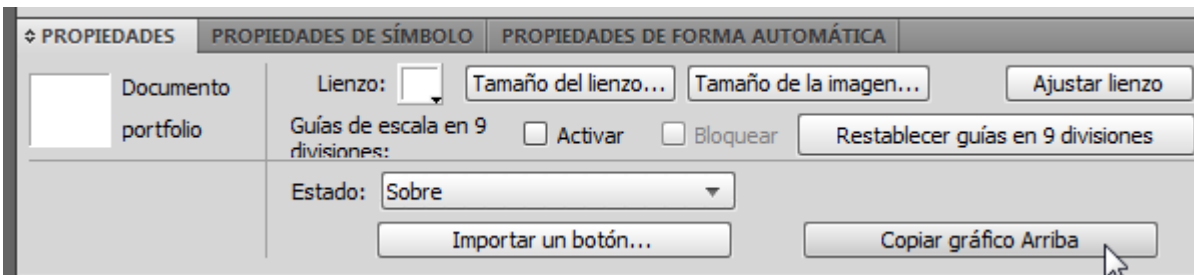 PROPIEDADES PROPIEDADES DE SÍMBOLO PROPIEDADES DE FORMA AUTOMÁTICA
Documento Lienzo: Tamaño del lienzo... Tamaño de la imagen... Ajustar lienzo
portfolio Guías de escala en 9 divisiones: Activar Bloquear Restablecer guías en 9 divisiones
Estado: Sobre
Importar un botón... Copiar gráfico Arriba